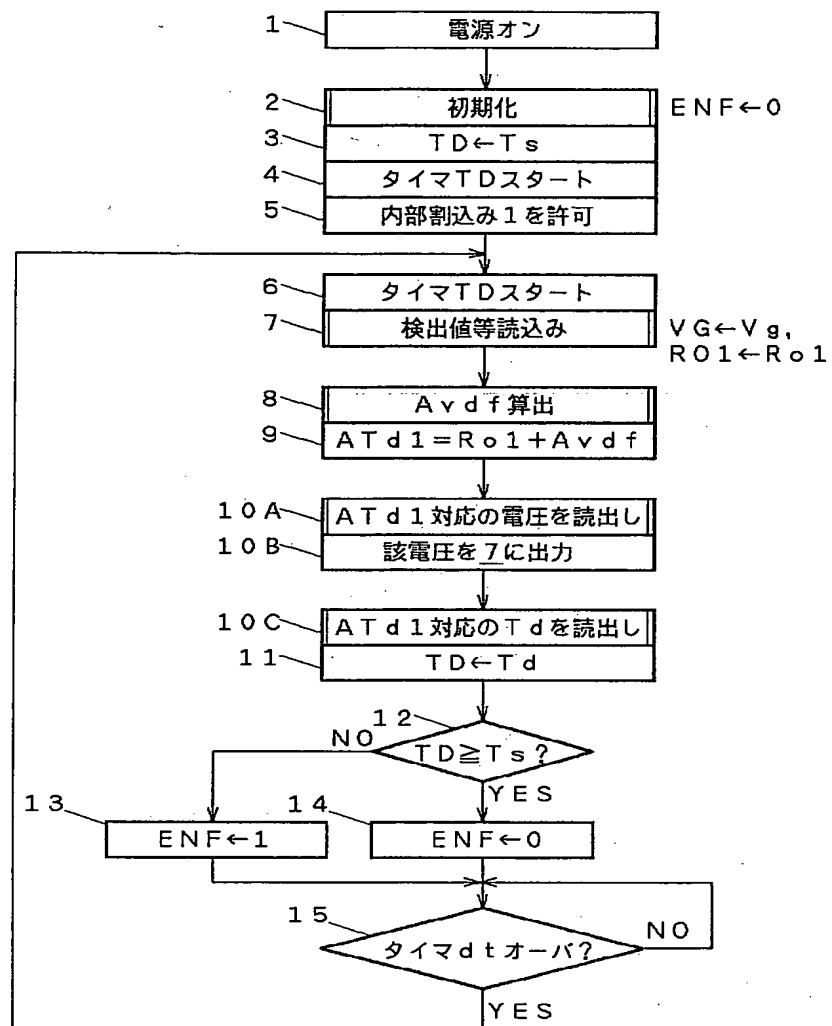 1 電源オン
2 初期化 ENF←0
3 TD←Ts
4 タイマTDスタート
5 内部割込み1を許可
6 タイマTDスタート
7 検出値等読込み VG←Vg,
RO1←Ro1
8 Avdf算出
9 ATd1=Ro1+Avdf
10A ATd1対応の電圧を読出し
10B 該電圧を7に出力
10C ATd1対応のTdを読出し
11 TD←Td
12 TD≧Ts?
NO
YES
13 ENF←1
14 ENF←0
15 タイマdtオーバ?
NO
YES